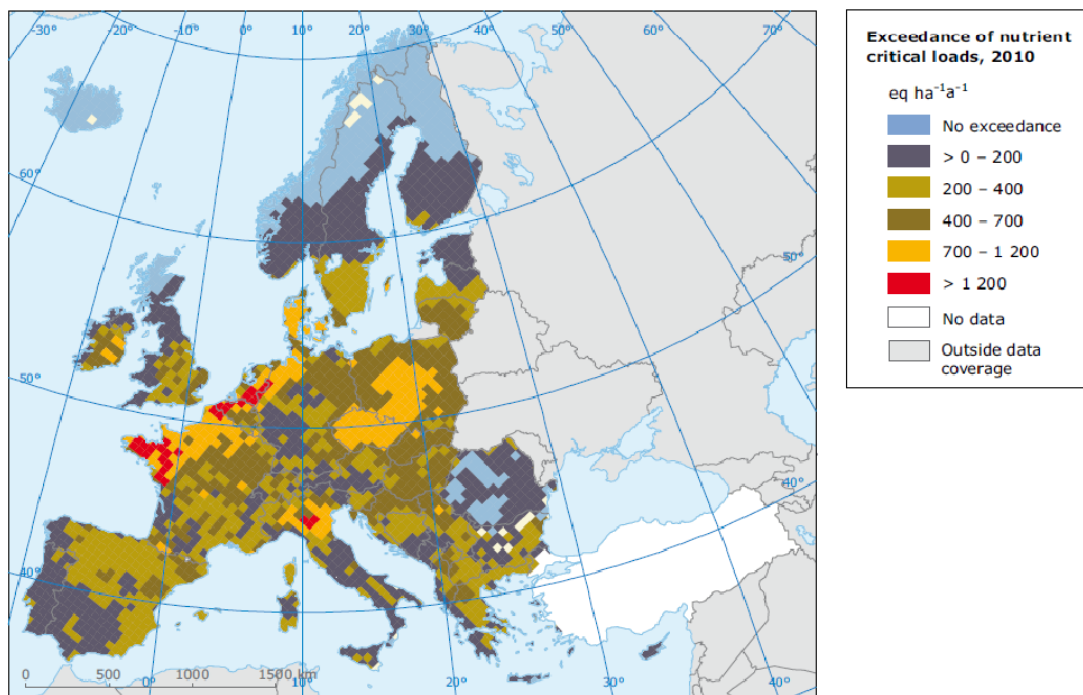 -30° -20° -10° 0° 10° 20° 30° 40° 50° 60° 70°
60°
50°
50°
40°
40°
0 500 1000 1500 km
0° 10° 20° 30° 40°
Exceedance of nutrient
critical loads, 2010
eq ha⁻¹a⁻¹
No exceedance
> 0 – 200
200 – 400
400 – 700
700 – 1 200
> 1 200
No data
Outside data
coverage